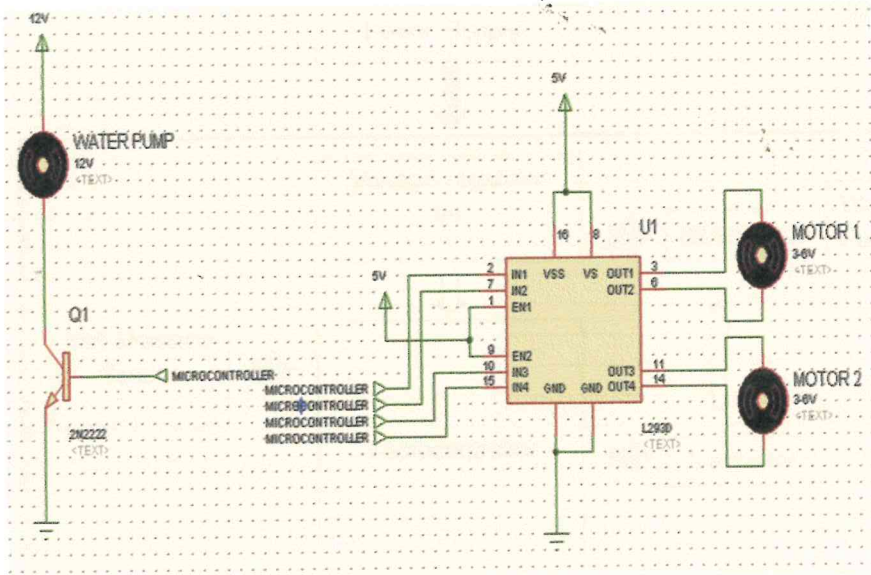 12V
WATER PUMP
12V
<TEXT>
Q1
MICROCONTROLLER
2N2222
<TEXT>
5V
5V
U1
16
8
2
7
1
9
10
15
IN1
IN2
EN1
EN2
IN3
IN4
VSS
VS
OUT1
OUT2
OUT3
OUT4
GND
GND
3
6
11
14
L293D
<TEXT>
MICROCONTROLLER
MICROCONTROLLER
MICROCONTROLLER
MICROCONTROLLER
MOTOR 1
3-6V
<TEXT>
MOTOR 2
3-6V
<TEXT>